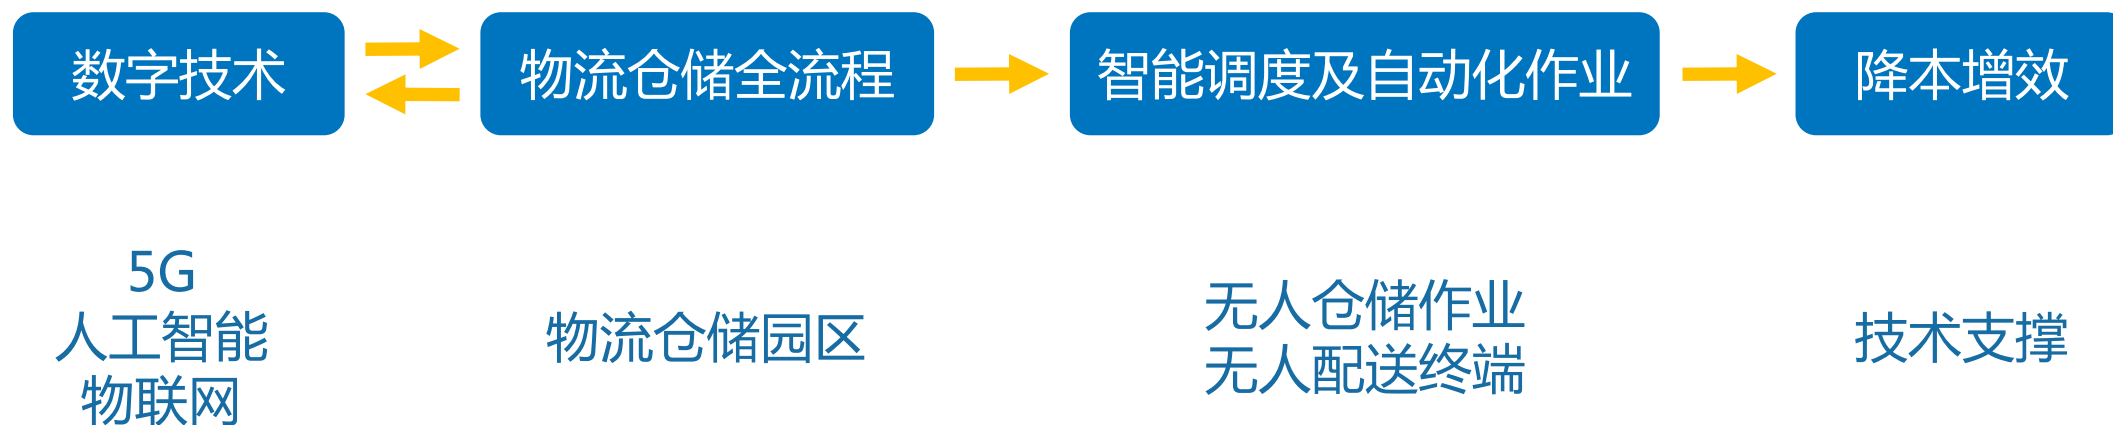 数字技术
物流仓储全流程
智能调度及自动化作业
降本增效
5G
人工智能
物联网
物流仓储园区
无人仓储作业
无人配送终端
技术支撑